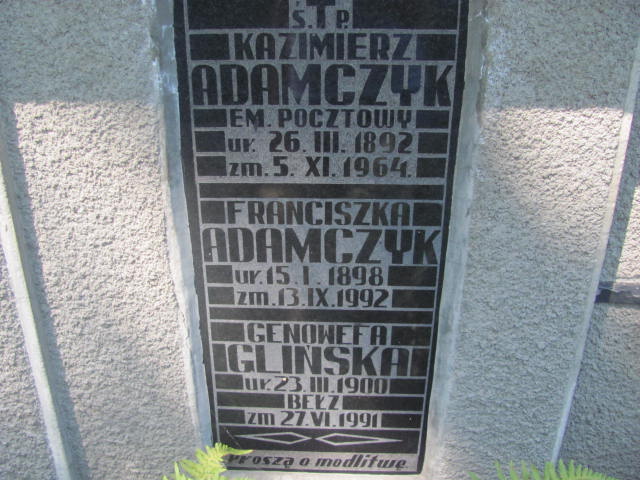 Ś.†P.
KAZIMIERZ
ADAMCZYK
EM. POCZTOWY
ur. 26. III. 1892
zm. 5. XI. 1964.
FRANCISZKA
ADAMCZYK
ur. 15. I. 1898
zm. 13. IX. 1992
GENOWEFA
GLIŃSKA
ur. 23. III. 1900
BEŁZ
zm 27. VI. 1991
proszą o modlitwę.